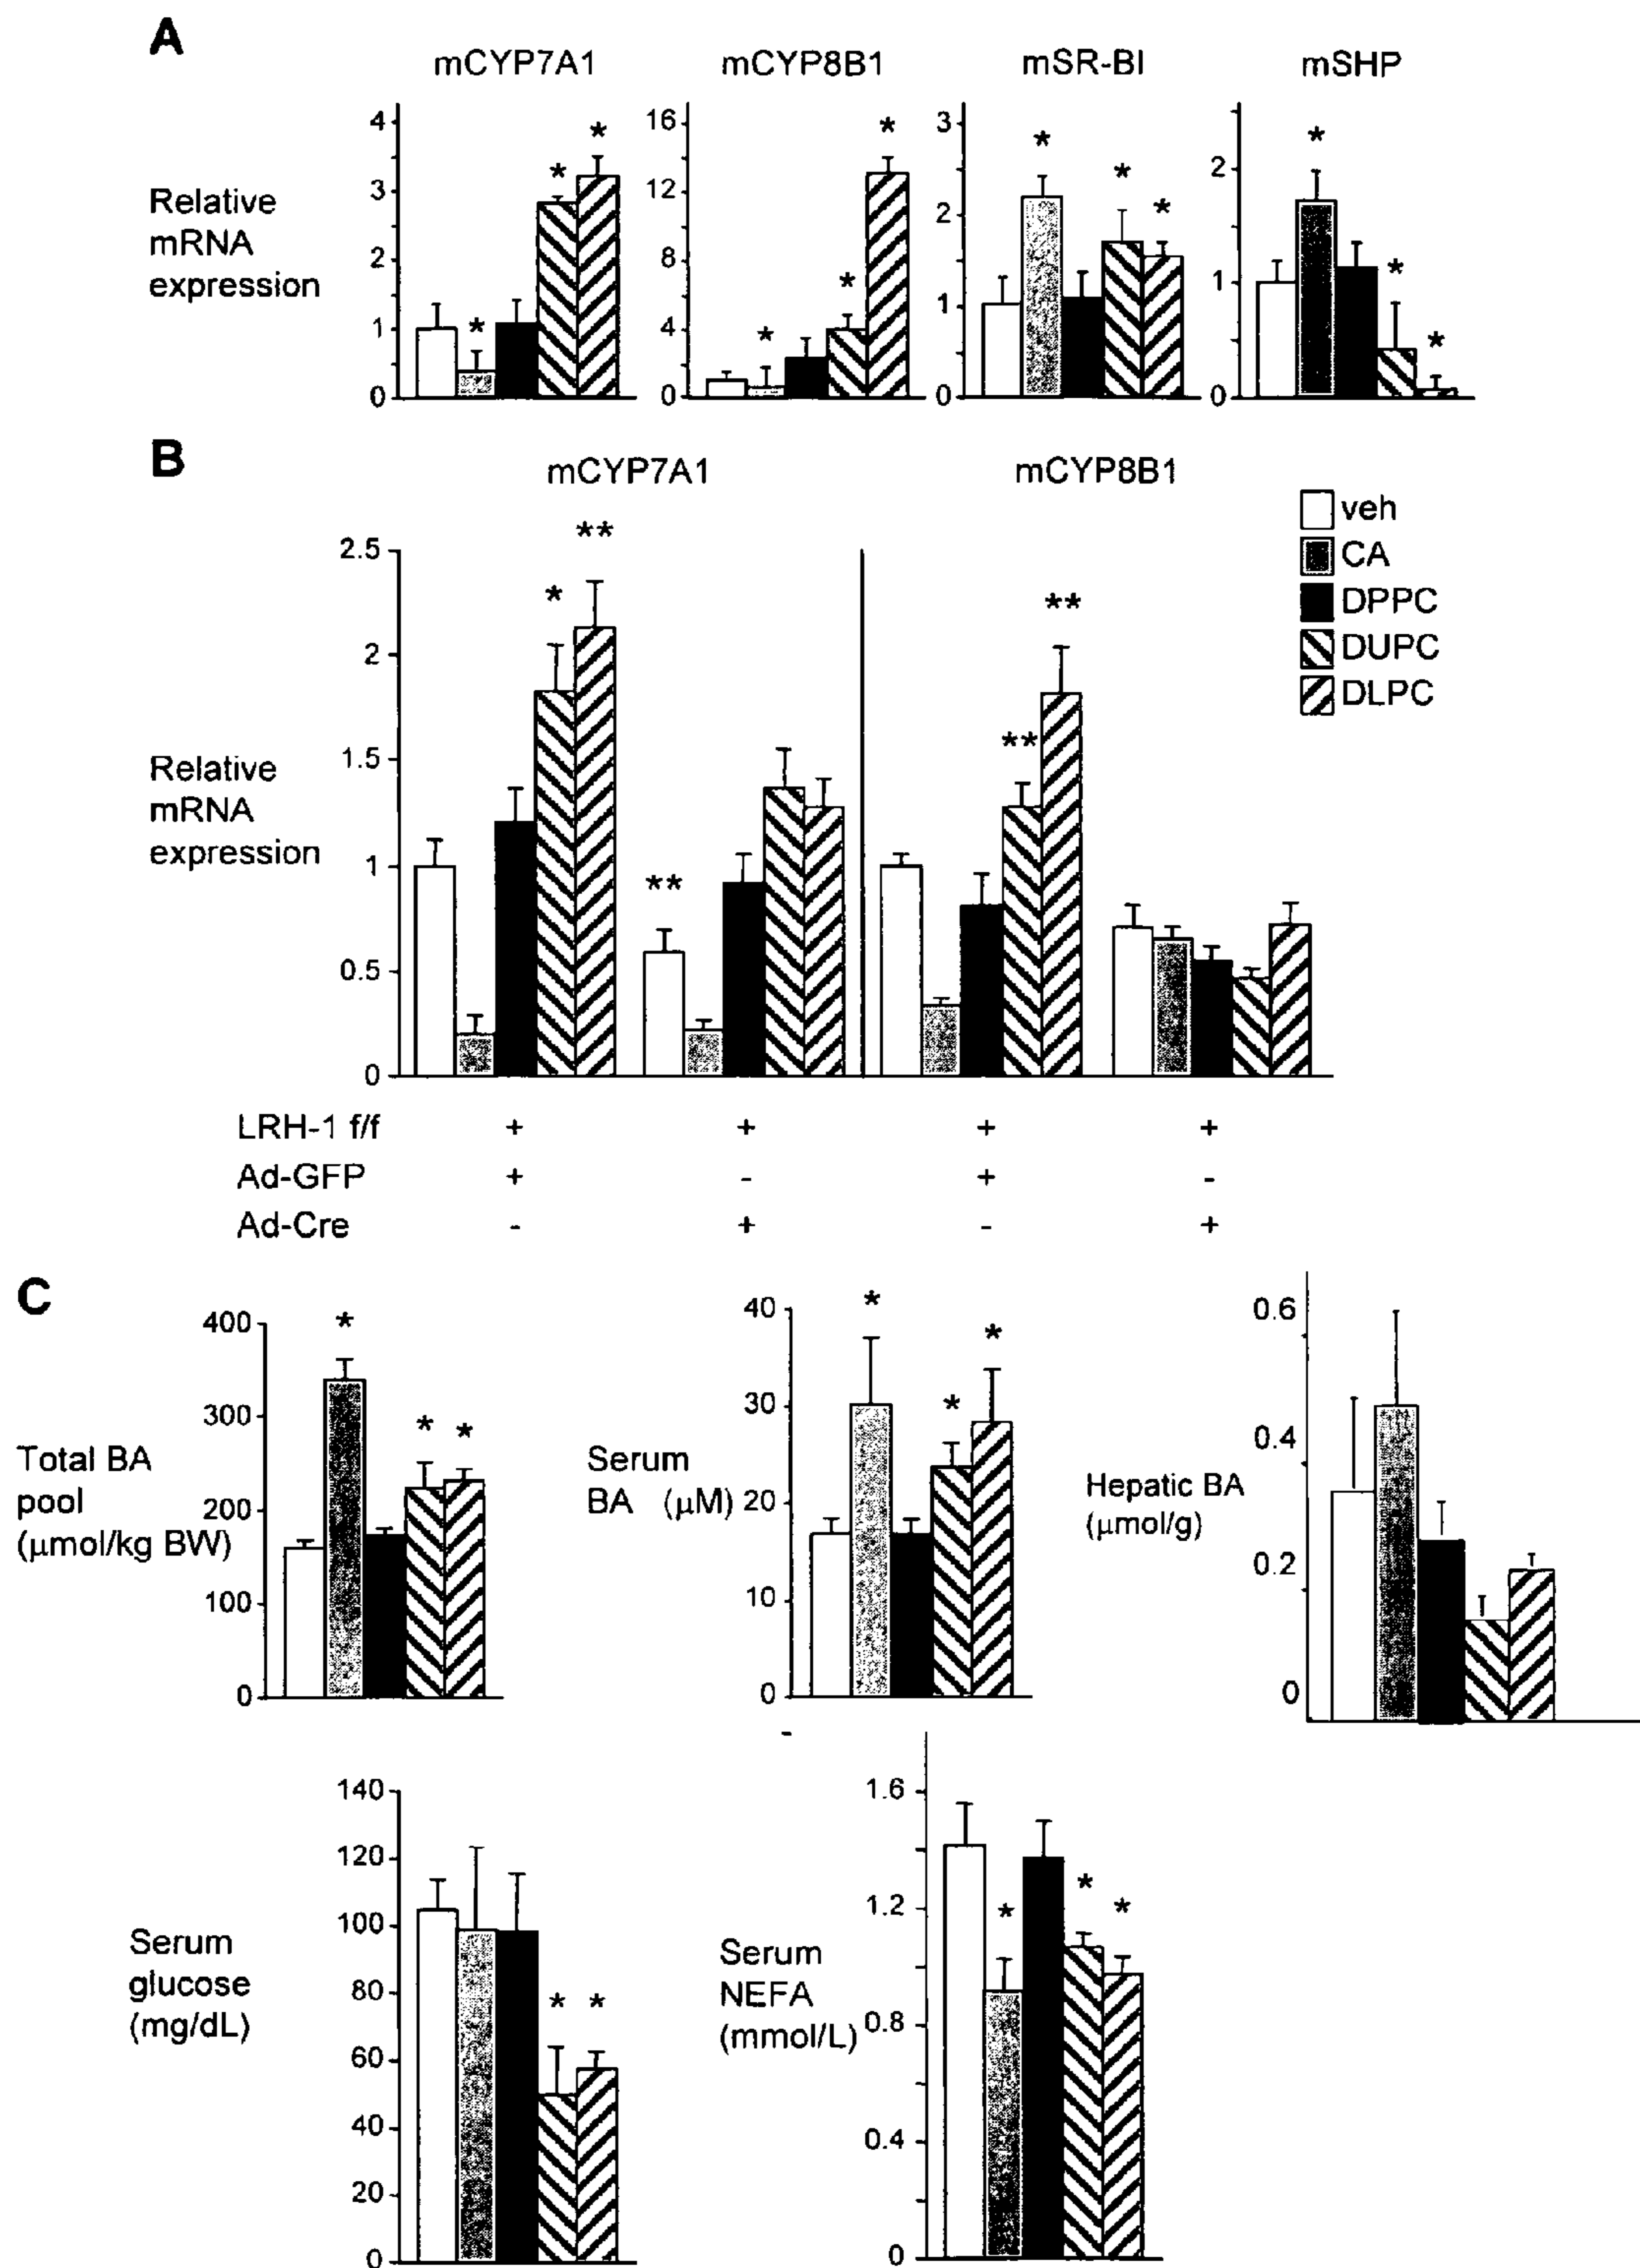 A
mCYP7A1 mCYP8B1 mSR-BI mSHP
Relative
mRNA
expression
4
3
2
1
0
* * *
16
12
8
4
0
* * *
3
2
1
0
* * *
2
1
0
* * *
B
mCYP7A1 mCYP8B1
veh
CA
DPPC
DUPC
DLPC
Relative
mRNA
expression
2.5
2
1.5
1
0.5
0
* ** ** ** **
LRH-1 f/f + + + +
Ad-GFP + - + -
Ad-Cre - + - +
C
Total BA
pool
(µmol/kg BW)
400
300
200
100
0
* * *
Serum
BA (µM)
40
30
20
10
0
* * *
Hepatic BA
(µmol/g)
0.6
0.4
0.2
0
Serum
glucose
(mg/dL)
140
120
100
80
60
40
20
0
* *
Serum
NEFA
(mmol/L)
1.6
1.2
0.8
0.4
0
* * *